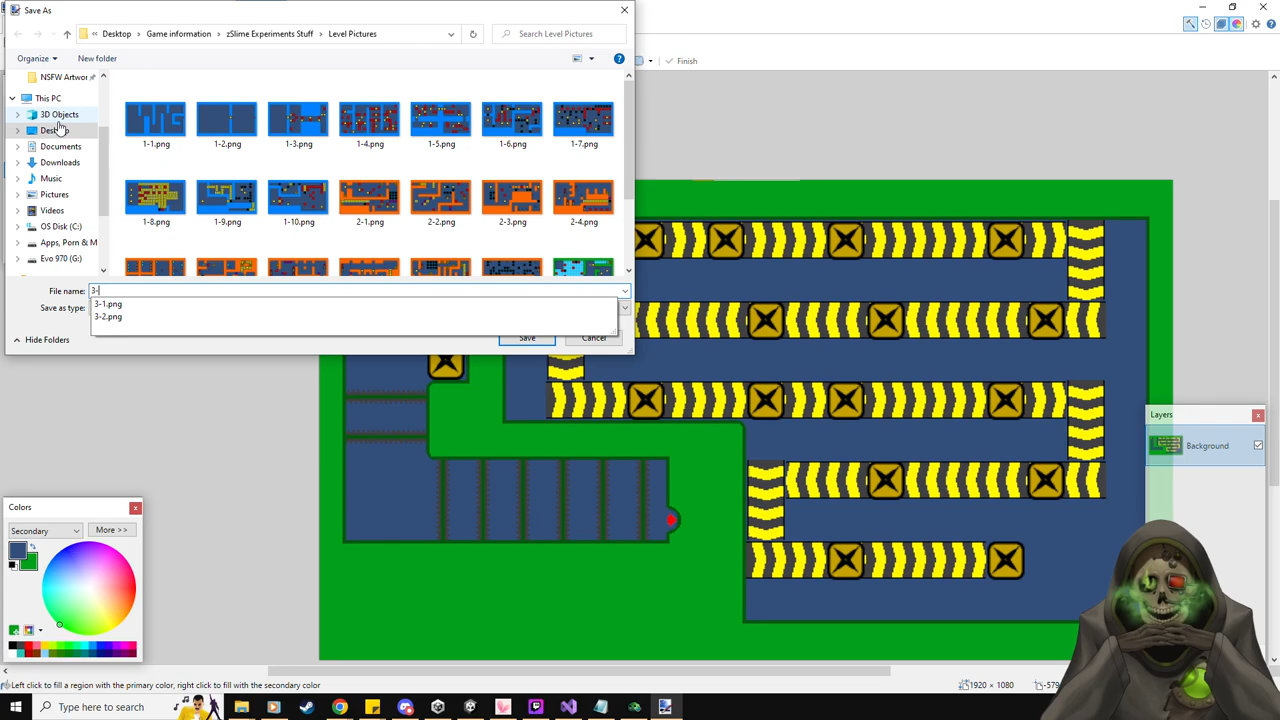 Save As
Desktop > Game information > zSlime Experiments Stuff > Level Pictures
Search Level Pictures
Organize
New folder
NSFW Artwor
This PC
3D Objects
Desktop
Documents
Downloads
Music
Pictures
Videos
OS Disk (C:)
Apps, Porn & M
Evo 970 (G:)
1-1.png 1-2.png 1-3.png 1-4.png 1-5.png 1-6.png 1-7.png
1-8.png 1-9.png 1-10.png 2-1.png 2-2.png 2-3.png 2-4.png
File name: 3-
3-1.png
3-2.png
Save as type:
Hide Folders
Save
Cancel
Finish
Layers
Background
Colors
Secondary
More >>
Left click to fill a region with the primary color, right click to fill with the secondary color
1920 × 1080
Type here to search